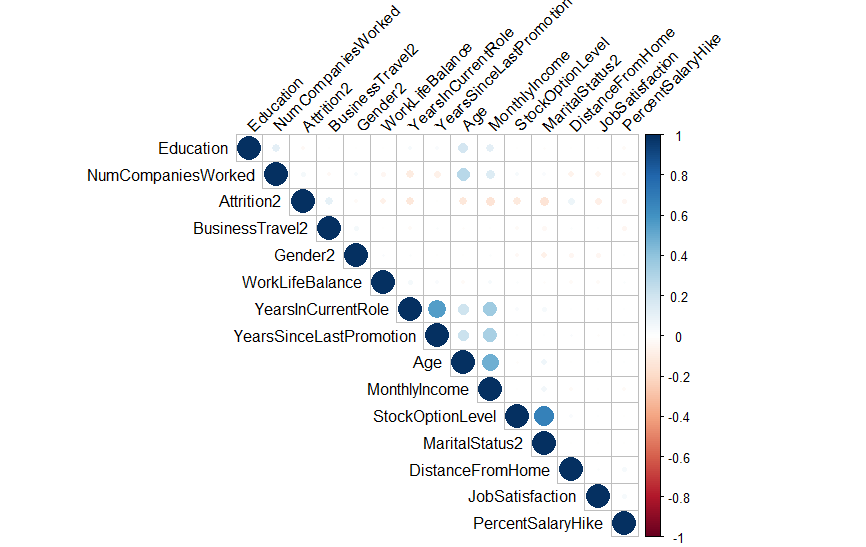 Education
NumCompaniesWorked
Attrition2
BusinessTravel2
Gender2
WorkLifeBalance
YearsInCurrentRole
YearsSinceLastPromotion
Age
MonthlyIncome
StockOptionLevel
MaritalStatus2
DistanceFromHome
JobSatisfaction
PercentSalaryHike
Education
NumCompaniesWorked
Attrition2
BusinessTravel2
Gender2
WorkLifeBalance
YearsInCurrentRole
YearsSinceLastPromotion
Age
MonthlyIncome
StockOptionLevel
MaritalStatus2
DistanceFromHome
JobSatisfaction
PercentSalaryHike
1
0.8
0.6
0.4
0.2
0
-0.2
-0.4
-0.6
-0.8
-1